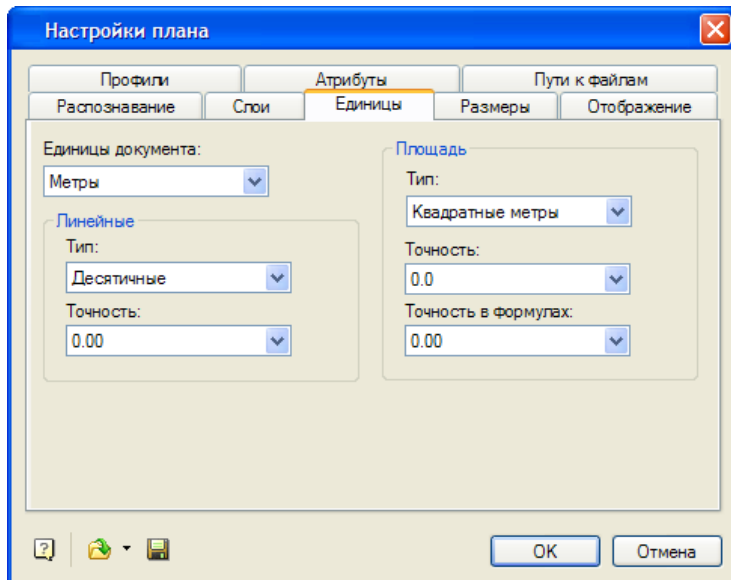 Настройки плана
Профили Атрибуты Пути к файлам
Распознавание Слои Единицы Размеры Отображение
Единицы документа:
Метры
Линейные
Тип:
Десятичные
Точность:
0.00
Площадь
Тип:
Квадратные метры
Точность:
0.0
Точность в формулах:
0.00
?
OK Отмена